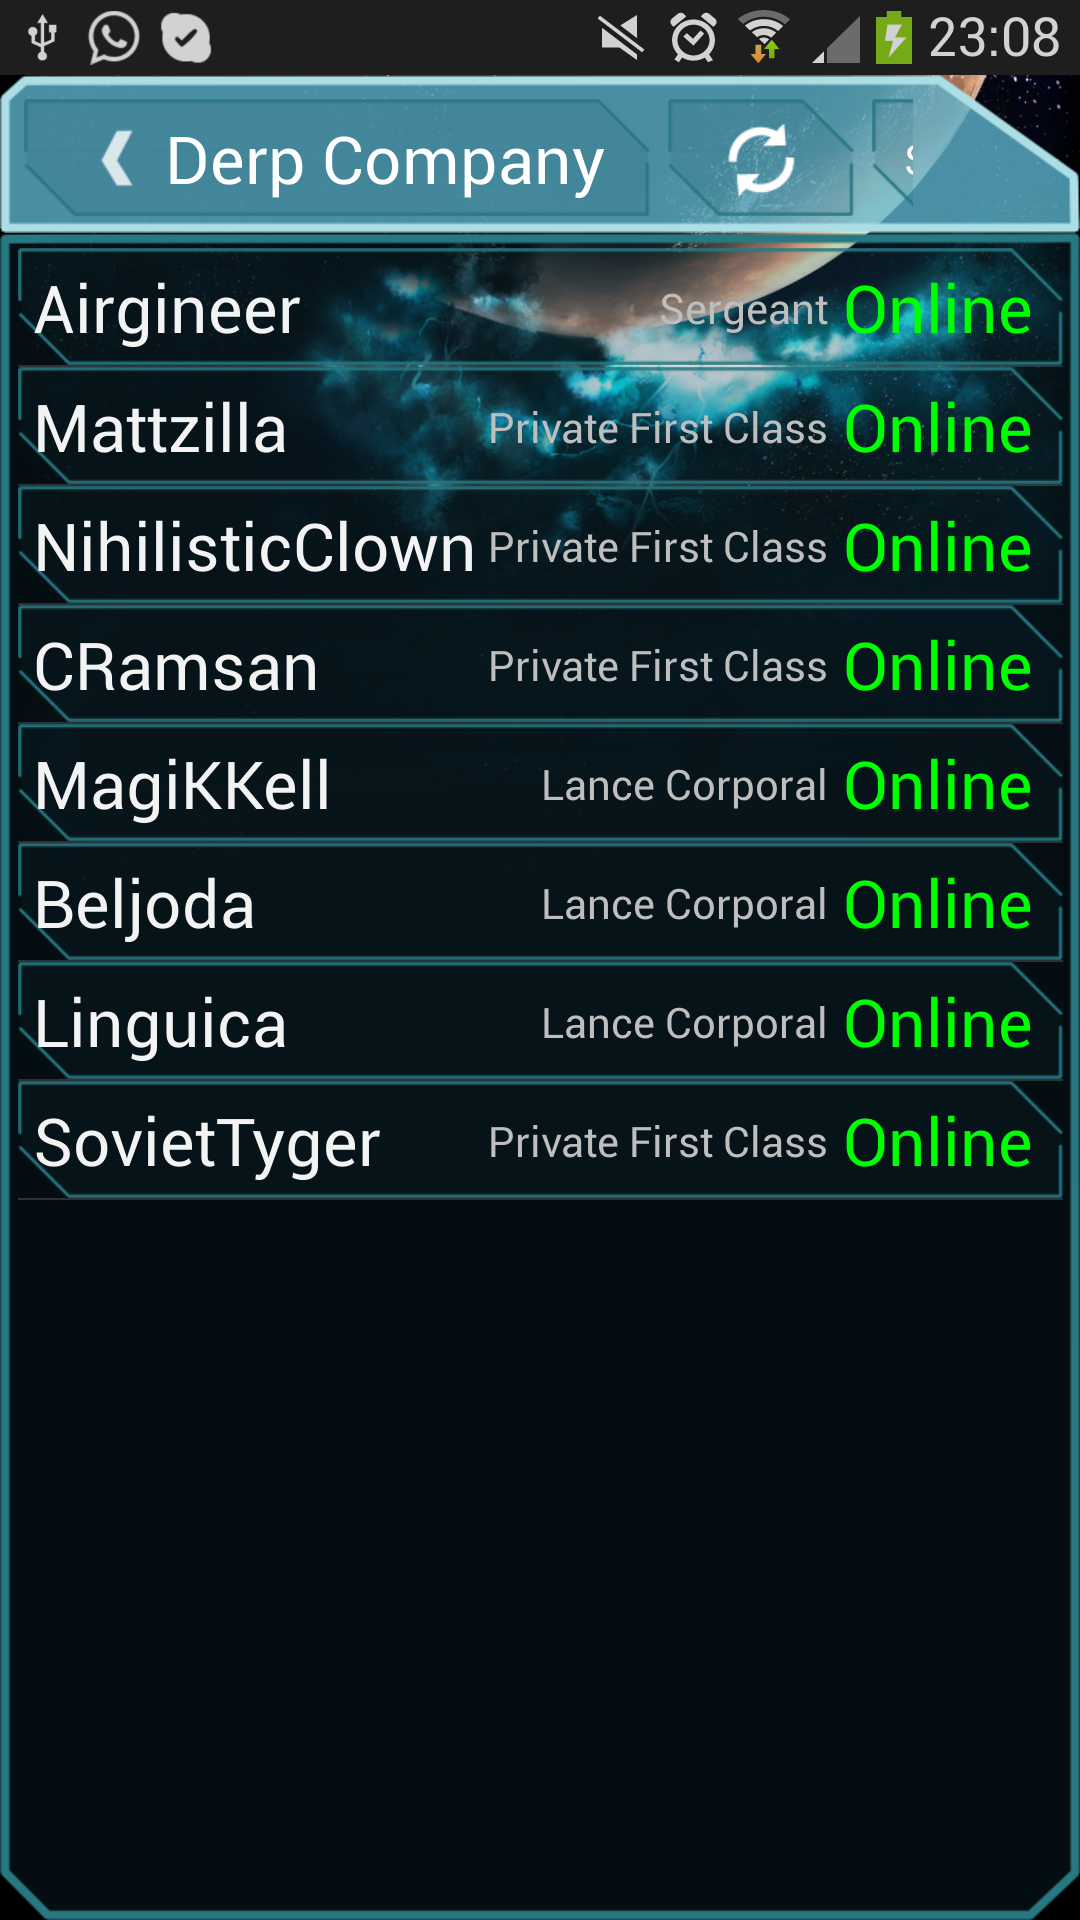 23:08
Derp Company
Airgineer Sergeant Online
Mattzilla Private First Class Online
NihilisticClown Private First Class Online
CRamsan Private First Class Online
MagiKKell Lance Corporal Online
Beljoda Lance Corporal Online
Linguica Lance Corporal Online
SovietTyger Private First Class Online